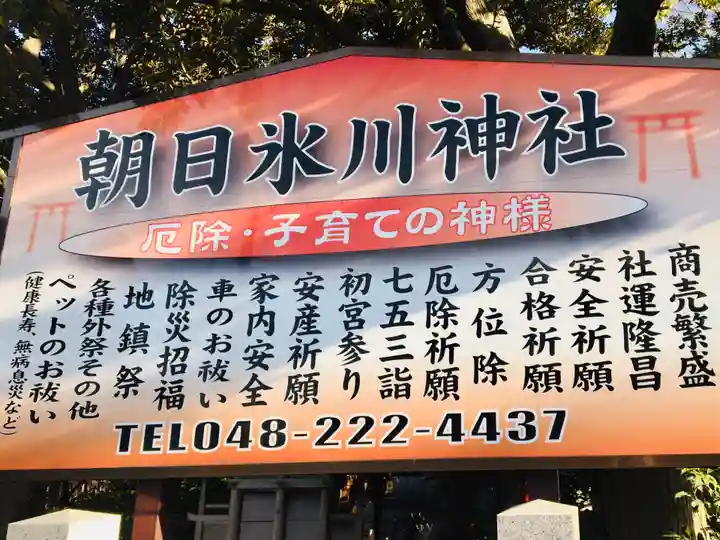 朝日氷川神社
厄除・子育ての神様
商売繁盛
社運隆昌
安全祈願
合格祈願
方位除
厄除祈願
七五三詣
初宮参り
安産祈願
家内安全
車のお祓い
除災招福
地鎮祭
各種外祭その他
ペットのお祓い
(健康長寿、無病息災など)
TEL048-222-4437